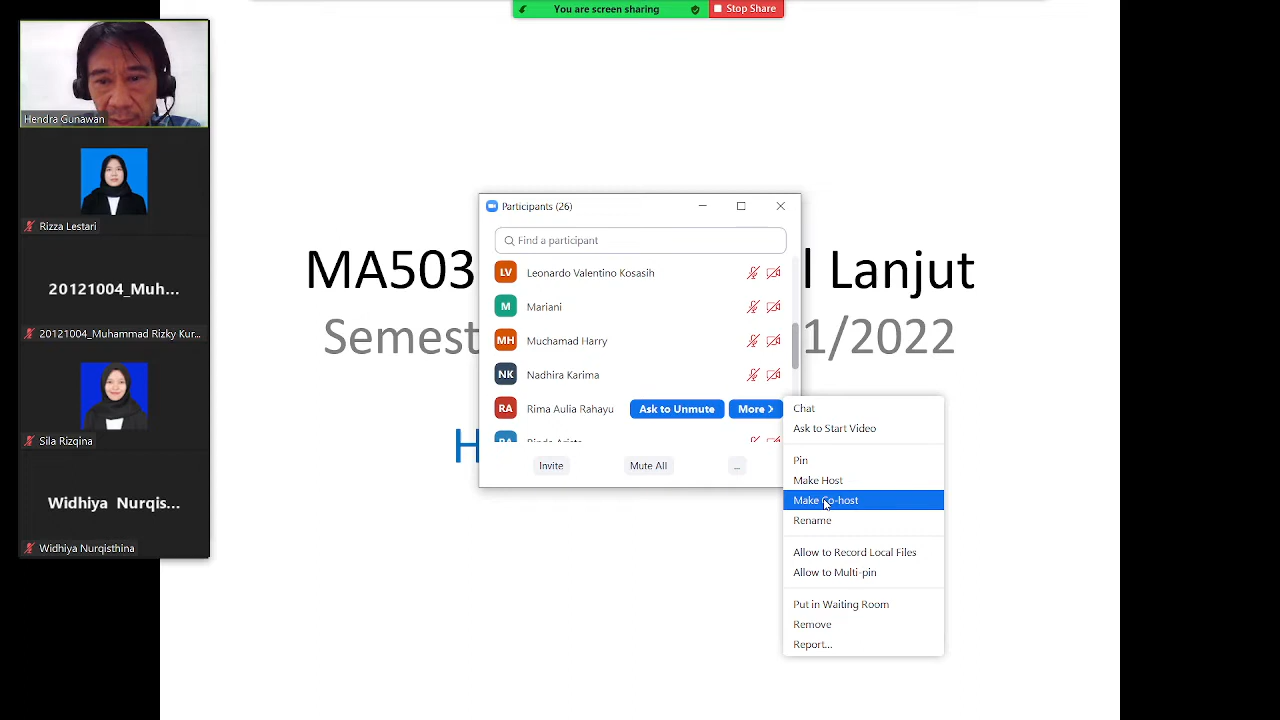 You are screen sharing
Stop Share
Hendra Gunawan
Rizza Lestari
20121004_Muh...
20121004_Muhammad Rizky Kur...
Sila Rizqina
Widhiya Nurqis...
Widhiya Nurqisthina
MA503
l Lanjut
Semest
1/2022
H
Participants (26)
Find a participant
LV Leonardo Valentino Kosasih
M Mariani
MH Muchamad Harry
NK Nadhira Karima
RA Rima Aulia Rahayu Ask to Unmute More >
Invite Mute All ...
Chat
Ask to Start Video
Pin
Make Host
Make Co-host
Rename
Allow to Record Local Files
Allow to Multi-pin
Put in Waiting Room
Remove
Report...